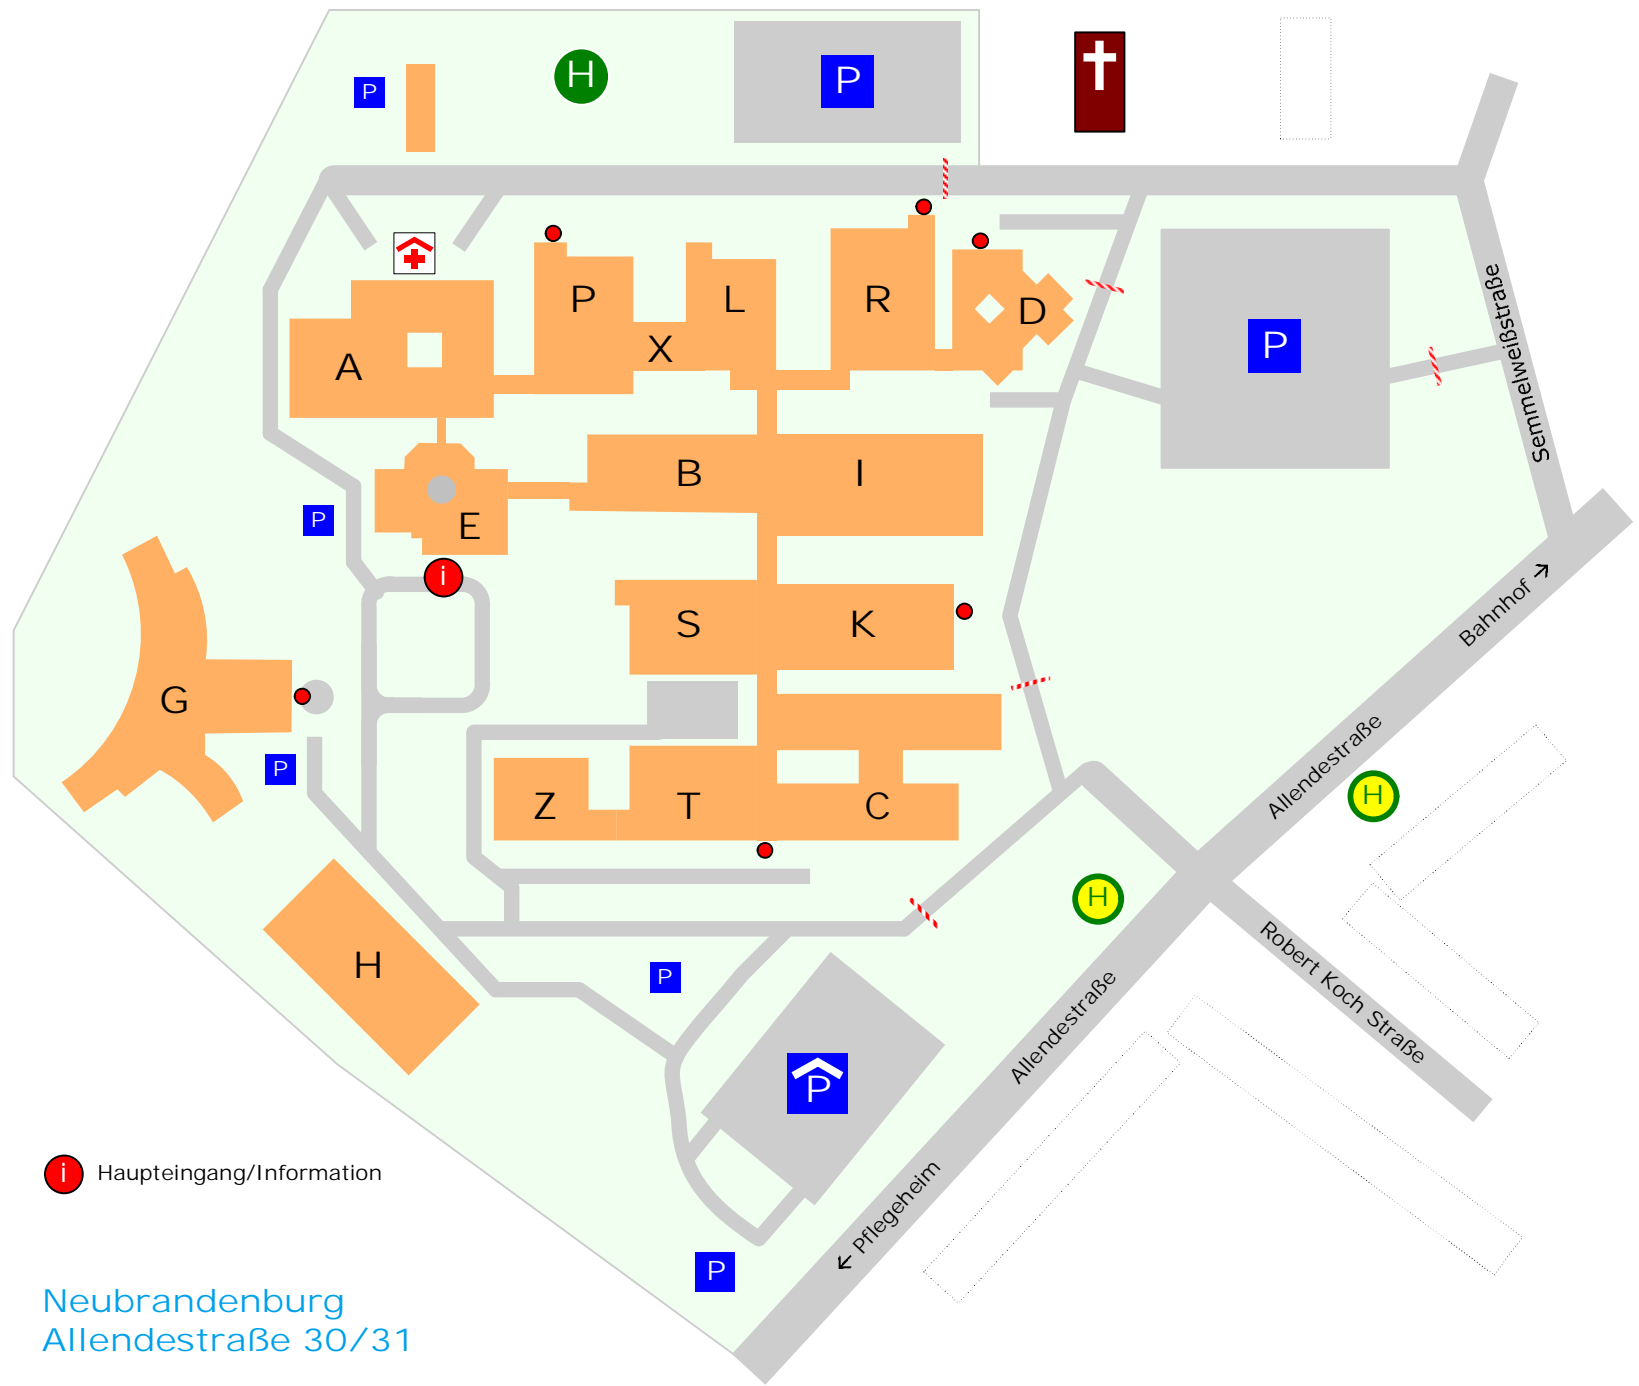 H
P
P
P
L
R
D
X
A
P
Semmelweißstraße
B
I
E
P
i
Bahnhof →
S
K
G
Allendestraße
P
H
Z
T
C
H
H
Robert Koch Straße
P
Allendestraße
P
i Haupteingang/Information
← Pflegeheim
P
Neubrandenburg
Allendestraße 30/31